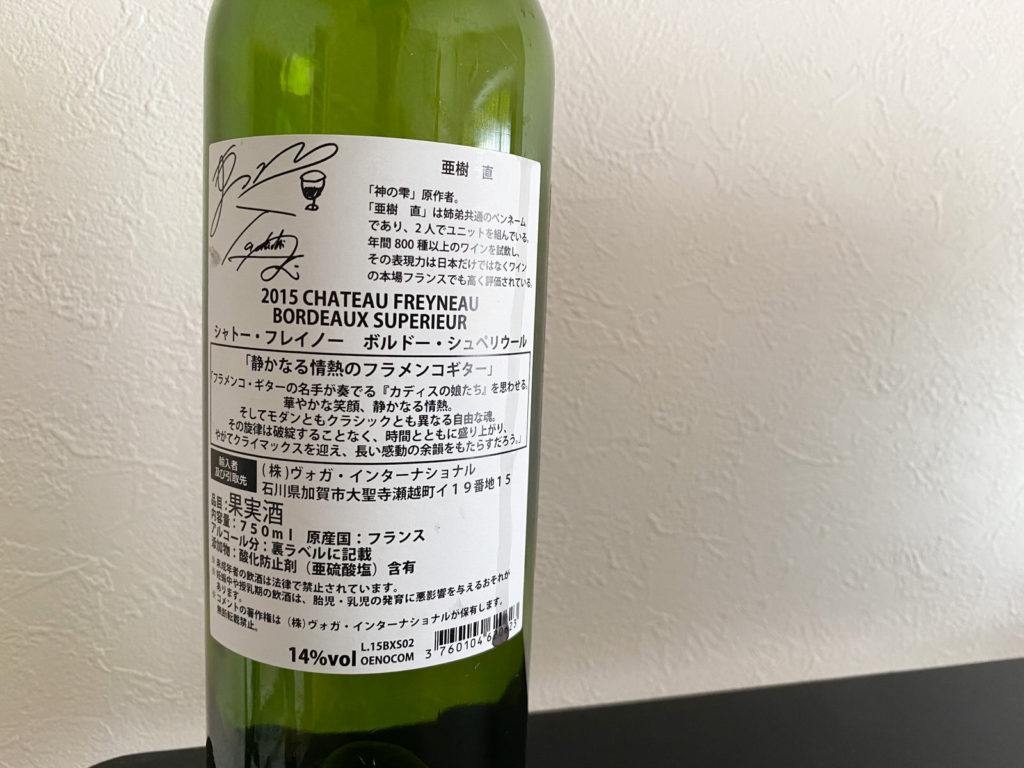 亜樹 直
「神の雫」原作者。
「亜樹 直」は姉弟共通のペンネーム
であり、2人でユニットを組んでいる。
年間800種以上のワインを試飲し、
その表現力は日本だけではなくワイン
の本場フランスでも高く評価されている。
2015 CHATEAU FREYNEAU
BORDEAUX SUPERIEUR
シャトー・フレイノー ボルドー・シュペリウール
「静かなる情熱のフラメンコギター」
「フラメンコ・ギターの名手が奏でる『カディスの娘たち』を思わせる。
華やかな笑顔、静かなる情熱。
そしてモダンともクラシックとも異なる自由な魂。
その旋律は破綻することなく、時間とともに盛り上がり、
やがてクライマックスを迎え、長い感動の余韻をもたらすだろう。」
輸入者
及び引取先
(株)ヴォガ・インターナショナル
石川県加賀市大聖寺瀬越町イ19番地15
品目:果実酒
内容量:750ml 原産国:フランス
アルコール分:裏ラベルに記載
添加物:酸化防止剤(亜硫酸塩)含有
※未成年者の飲酒は法律で禁止されています。
※妊娠中や授乳期の飲酒は、胎児・乳児の発育に悪影響を与えるおそれが
あります。
※コメントの著作権は(株)ヴォガ・インターナショナルが保有します。
無断転載禁止。
14%vol
L.15BXS02
OENOCOM